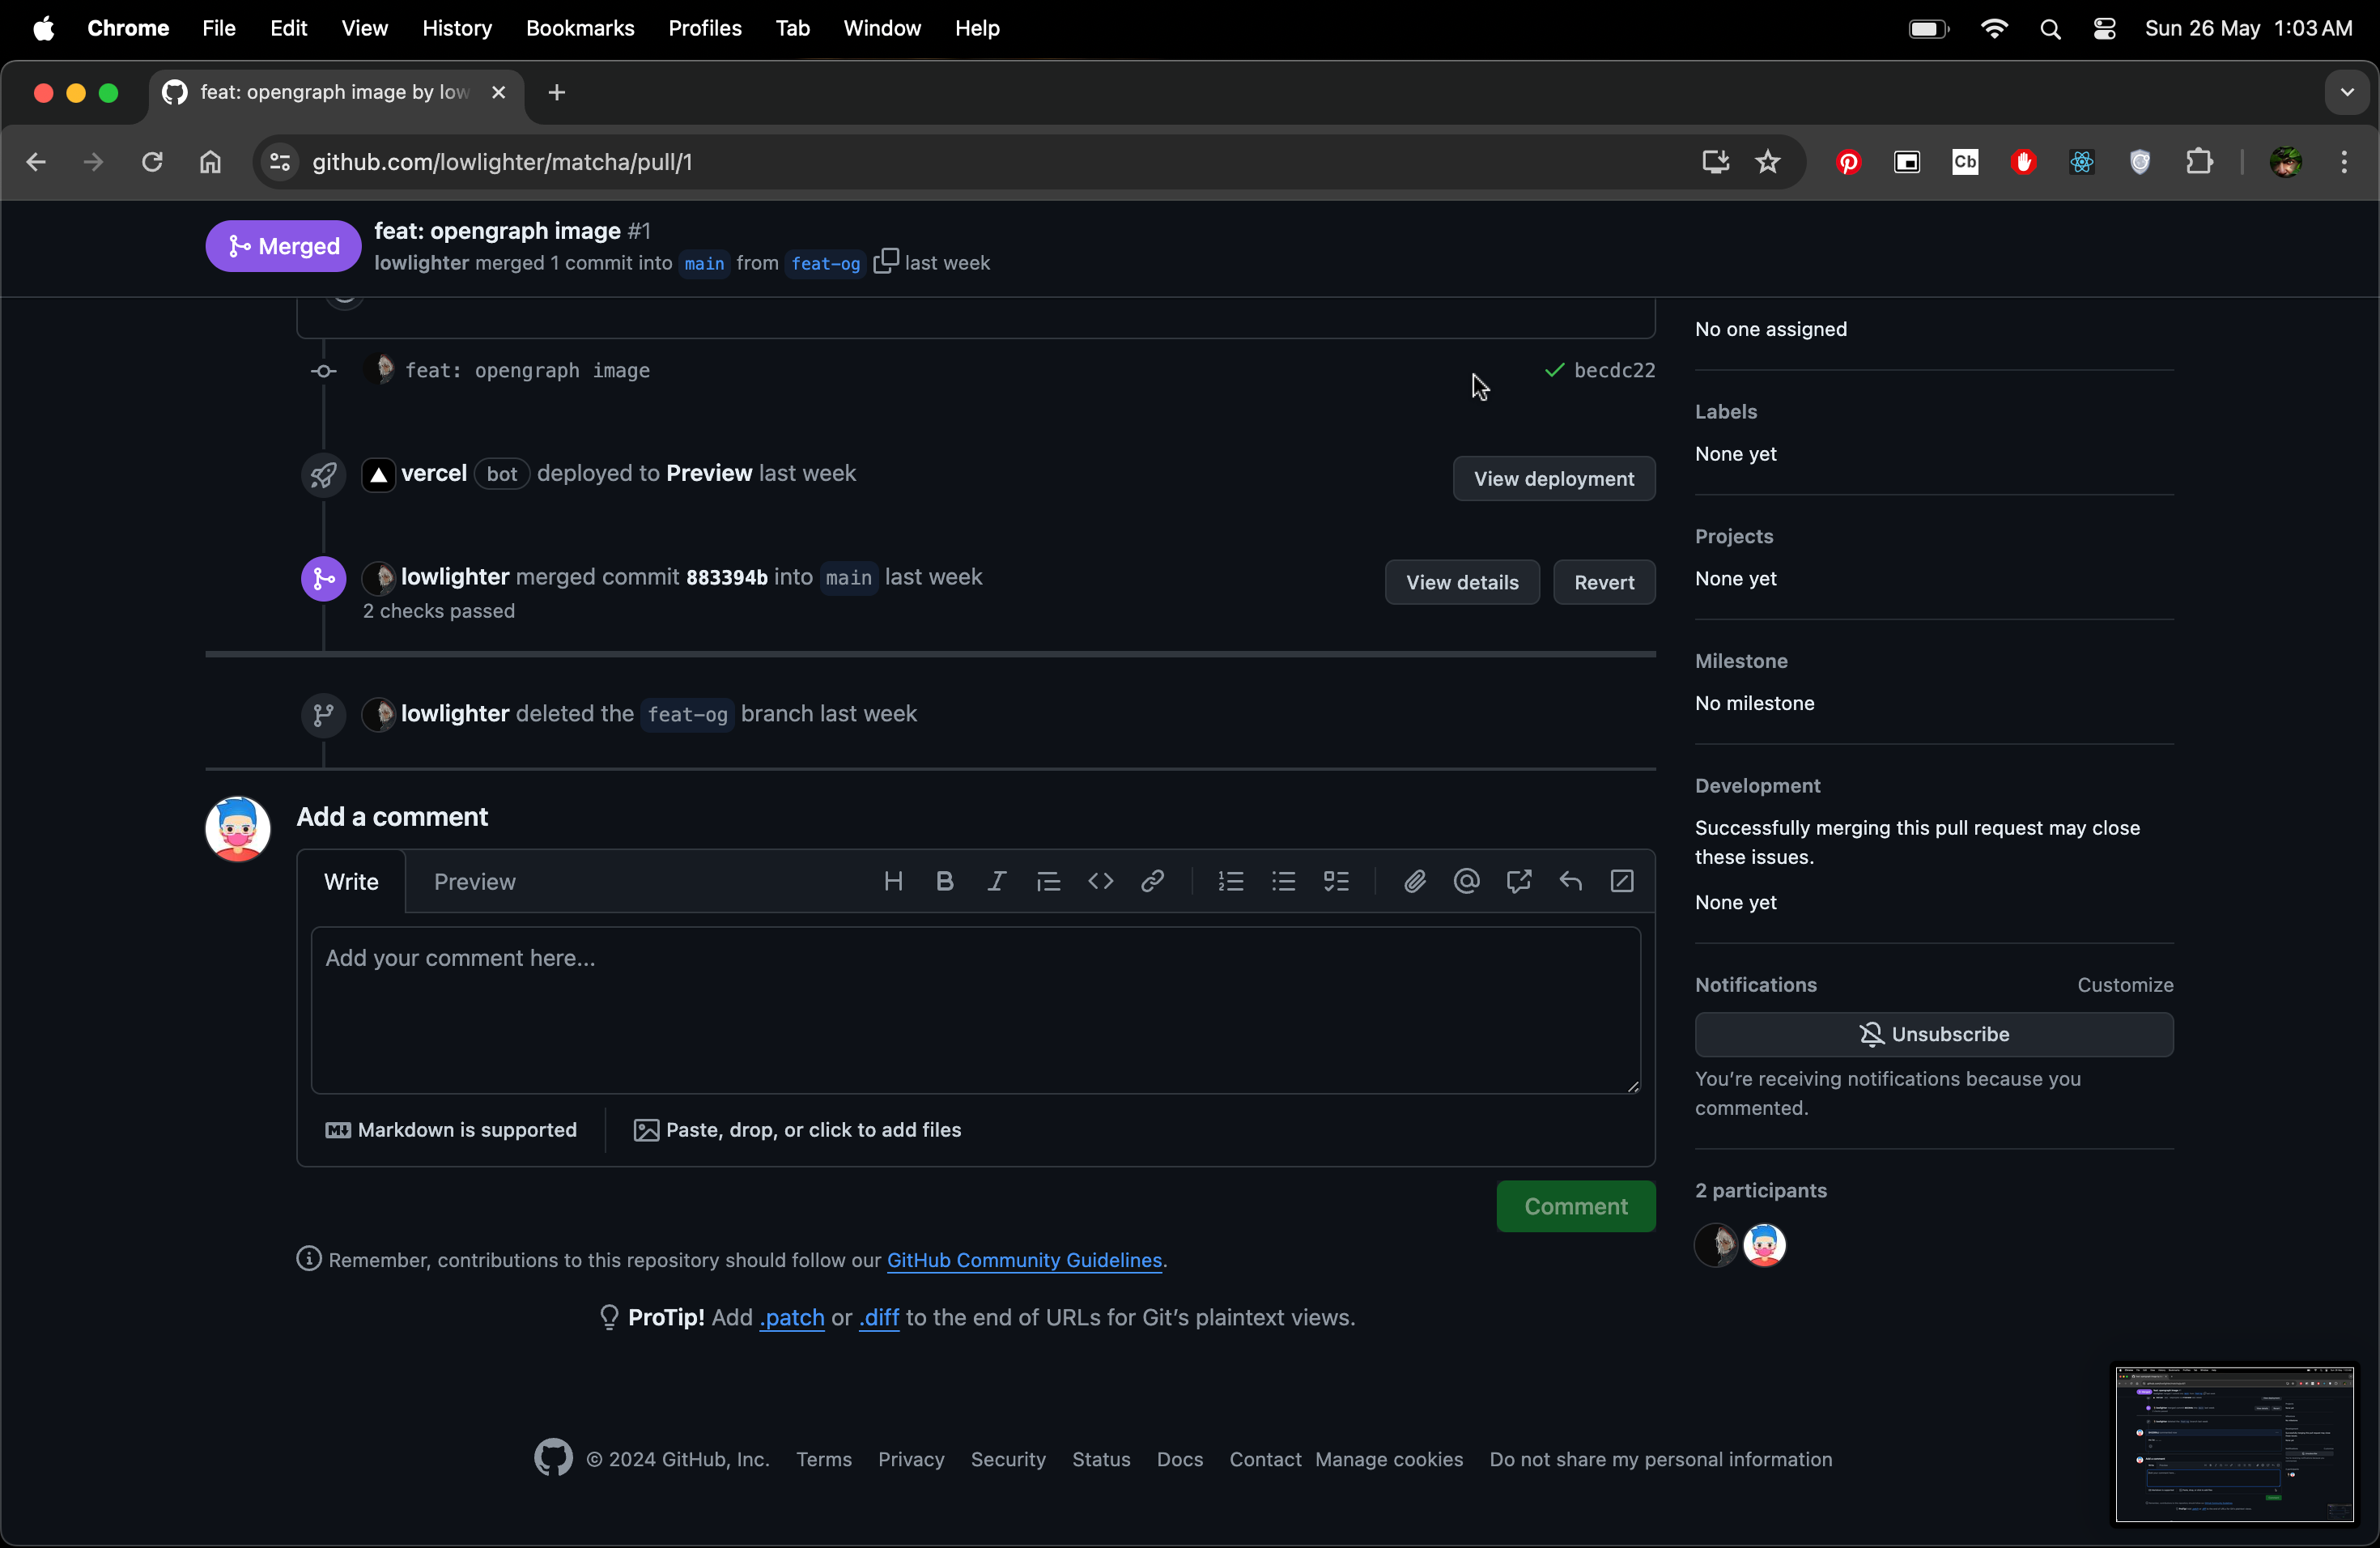 Chrome File Edit View History Bookmarks Profiles Tab Window Help Sun 26 May 1:03 AM
feat: opengraph image by low
github.com/lowlighter/matcha/pull/1 Cb
Merged
feat: opengraph image #1
lowlighter merged 1 commit into main from feat-og last week
No one assigned
feat: opengraph image becdc22
Labels
None yet
vercel bot deployed to Preview last week View deployment
Projects
None yet
lowlighter merged commit 883394b into main last week View details Revert
2 checks passed
Milestone
No milestone
lowlighter deleted the feat-og branch last week
Development
Successfully merging this pull request may close
these issues.
None yet
Add a comment
Write Preview
Add your comment here...
Markdown is supported Paste, drop, or click to add files
Notifications Customize
Unsubscribe
You're receiving notifications because you
commented.
Comment
2 participants
Remember, contributions to this repository should follow our GitHub Community Guidelines.
ProTip! Add .patch or .diff to the end of URLs for Git's plaintext views.
© 2024 GitHub, Inc. Terms Privacy Security Status Docs Contact Manage cookies Do not share my personal information